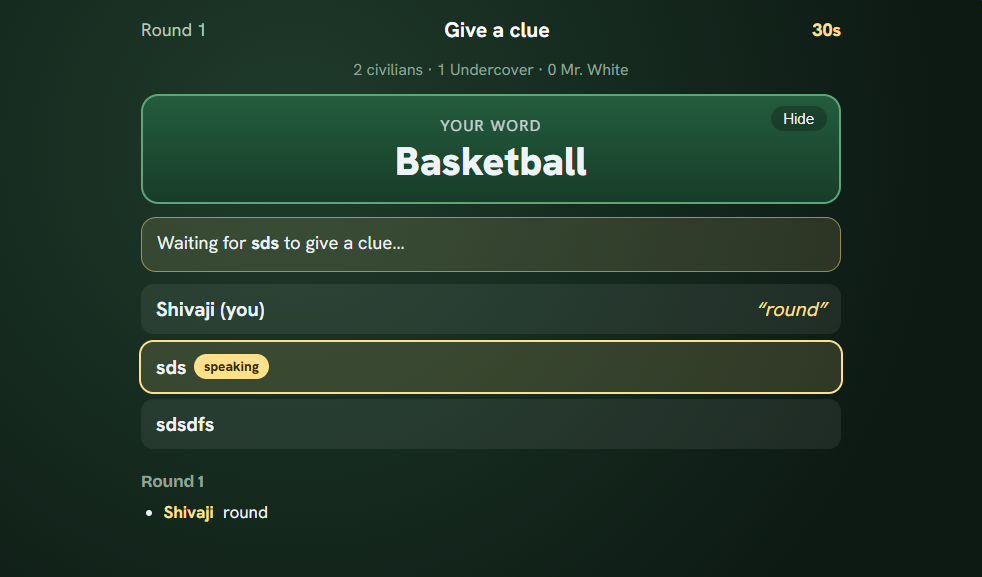 Round 1
Give a clue
30s
2 civilians · 1 Undercover · 0 Mr. White
Hide
YOUR WORD
Basketball
Waiting for sds to give a clue...
Shivaji (you) “round”
sds speaking
sdsdfs
Round 1
• Shivaji round